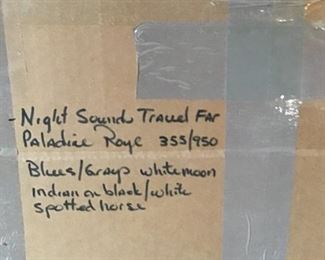 - Night Sounds Travel Far
Paladine Roye 355/950
Blues/Grays white moon
Indian on black/white
spotted horse